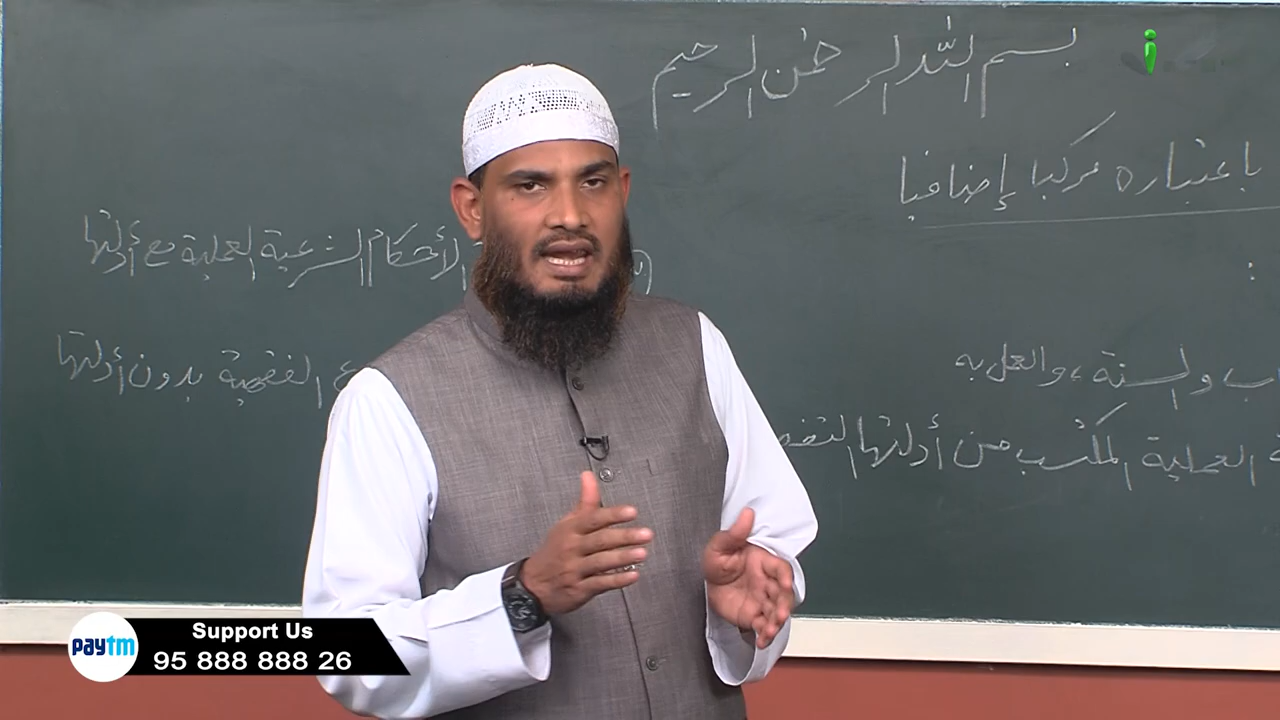 بسم الله الرحمن الرحيم
باعتباره مركبا إضافيا
:
الأحكام الشرعية العملية مع أدلتها
والسنة، والعمل به
الفقهية بدون أدلتها
العملية المكتسب من أدلتها
paytm
Support Us
95 888 888 26